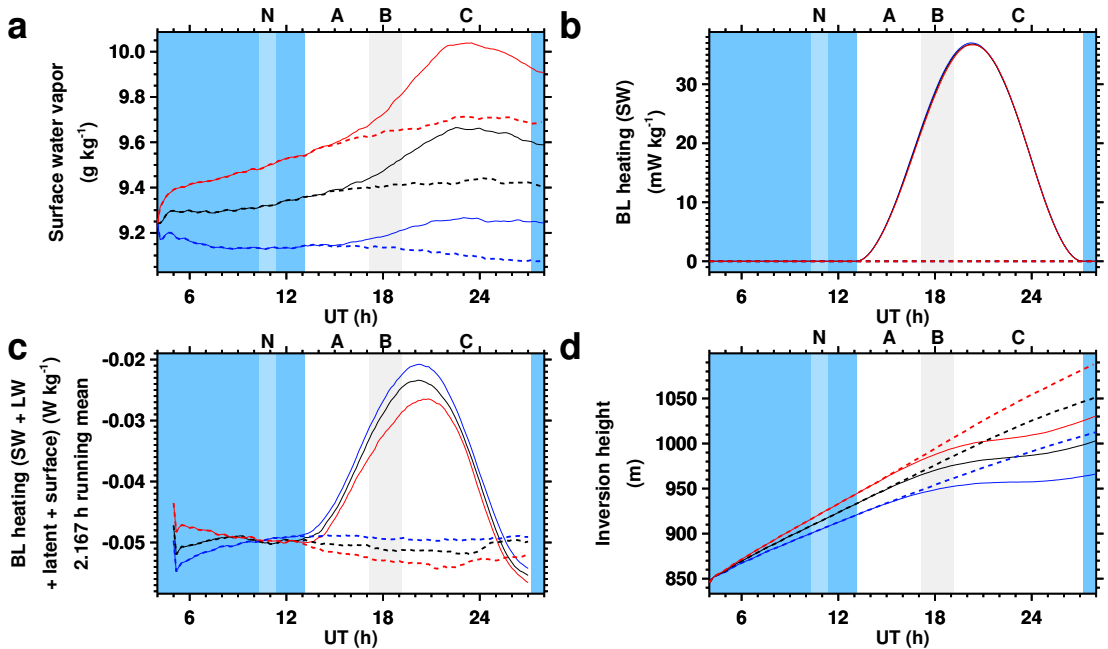 a
N A B C
Surface water vapor
(g kg-1)
10.0
9.8
9.6
9.4
9.2
6 12 18 24
UT (h)
b
N A B C
BL heating (SW)
(mW kg-1)
30
20
10
0
6 12 18 24
UT (h)
c
N A B C
BL heating (SW + LW)
+ latent + surface) (W kg-1)
2.167 h running mean
-0.02
-0.03
-0.04
-0.05
6 12 18 24
UT (h)
d
N A B C
Inversion height
(m)
1050
1000
950
900
850
6 12 18 24
UT (h)